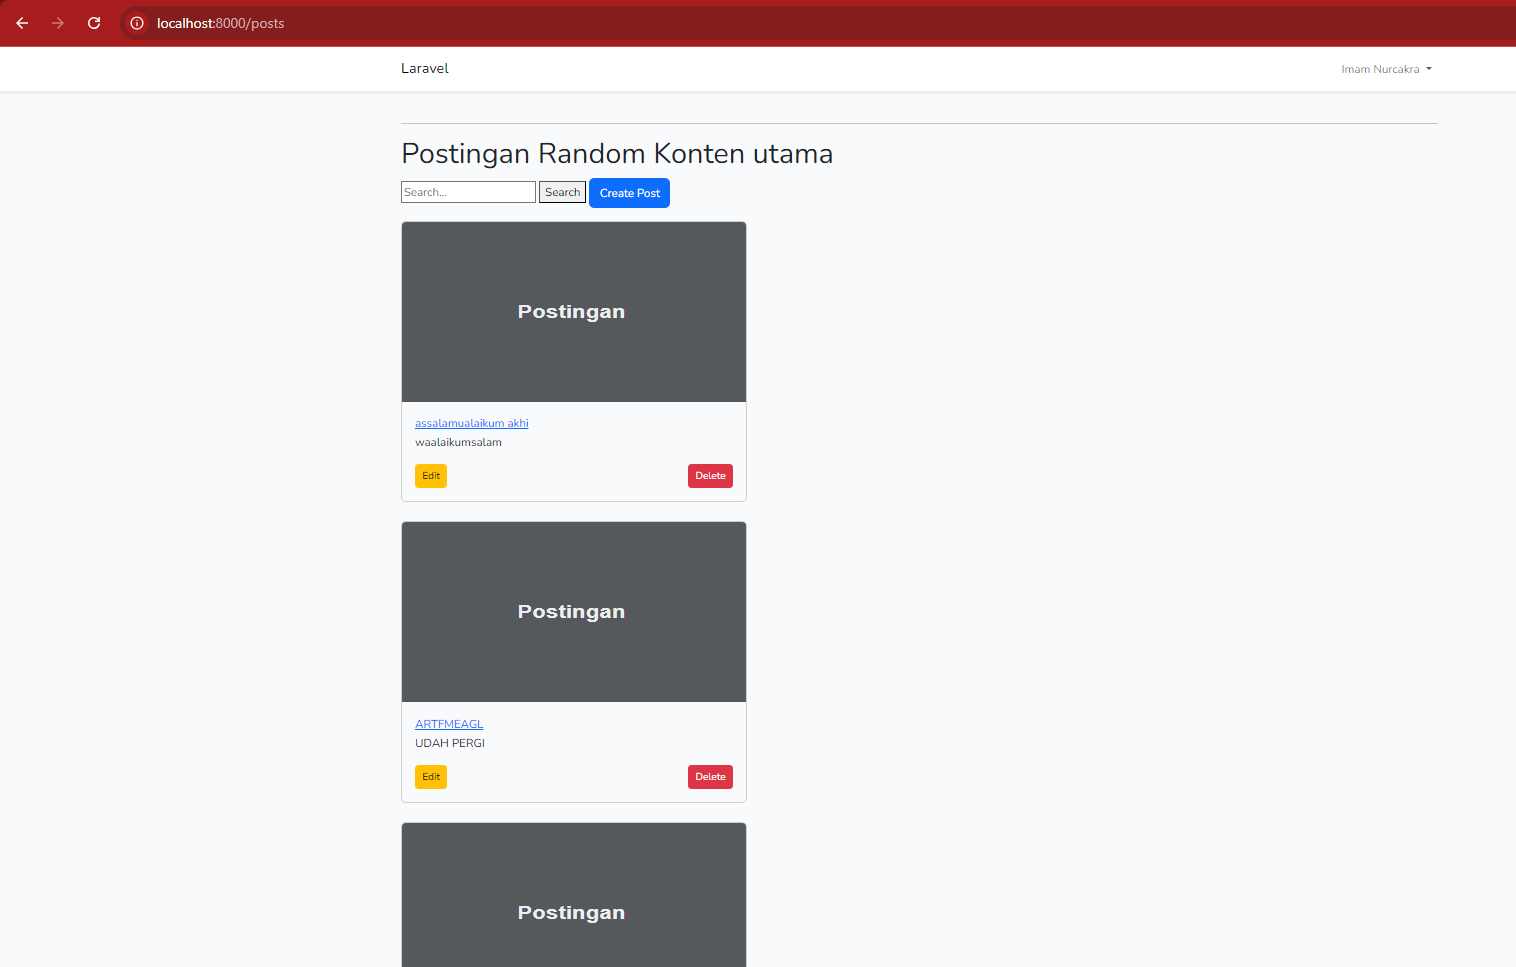 localhost:8000/posts
Laravel
Imam Nurcakra
Postingan Random Konten utama
Search... Search Create Post
Postingan
assalamualaikum akhi
waalaikumsalam
Edit Delete
Postingan
ARTFMEAGL
UDAH PERGI
Edit Delete
Postingan